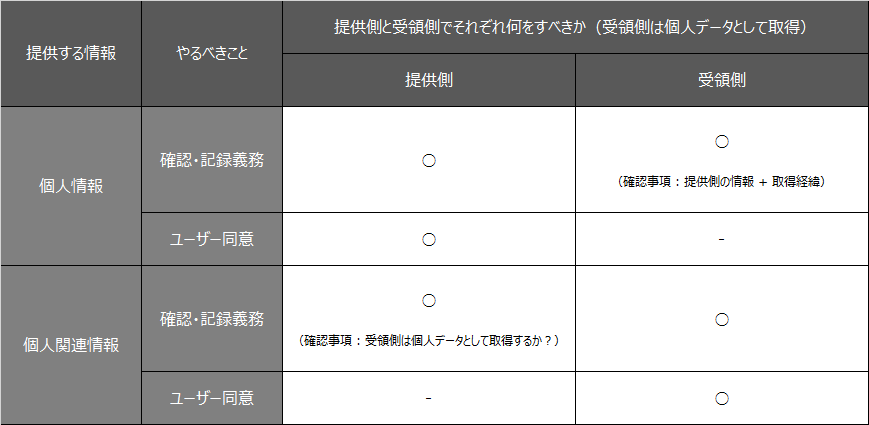 提供する情報
やるべきこと
提供側と受領側でそれぞれ何をすべきか（受領側は個人データとして取得）
提供側
受領側
個人情報
確認・記録義務
○
○
（確認事項：提供側の情報 + 取得経緯）
ユーザー同意
○
-
個人関連情報
確認・記録義務
○
（確認事項：受領側は個人データとして取得するか？）
○
ユーザー同意
-
○